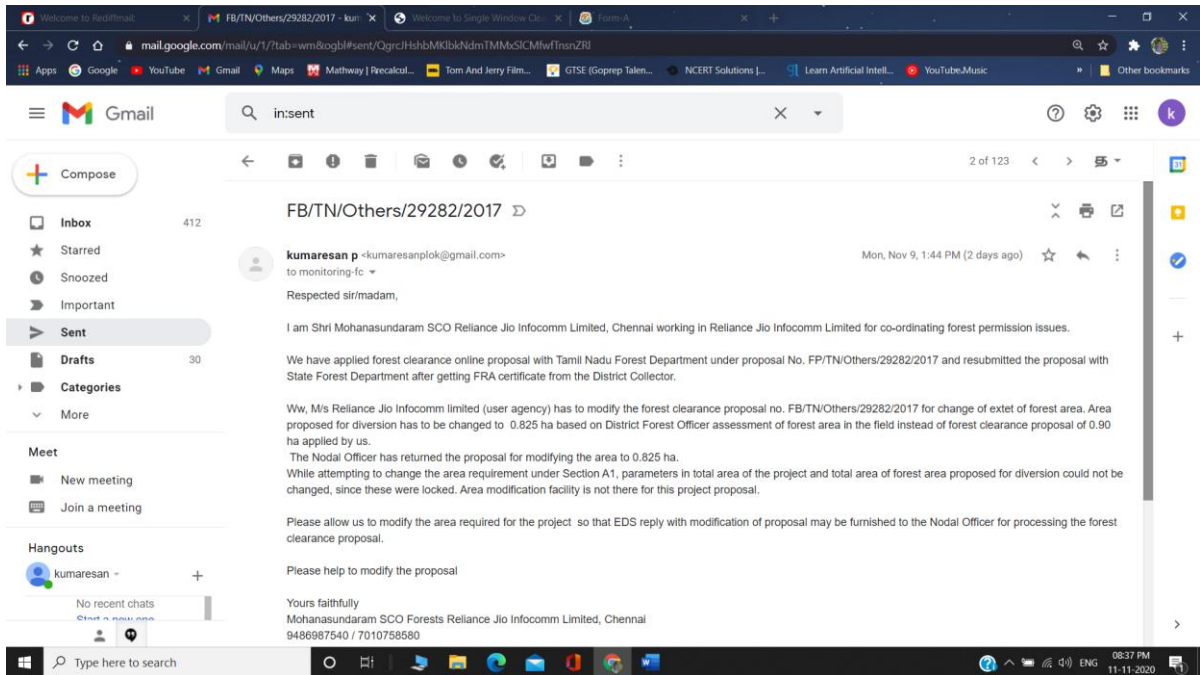 Welcome to Rediffmail:
FB/TN/Others/29282/2017 - kum
Welcome to Single Window Cle
Form-A
mail.google.com/mail/u/1/?tab=wm&ogbl#sent/
Apps Google YouTube Gmail Maps Mathway | Recalcul... Tom And Jerry Film... GTSE (Goprep Talen... NCERT Solutions |... Learn Artificial Intell... YouTube Music » Other bookmarks
Gmail
in:sent
k
Compose
2 of 123
31
Inbox 412
Starred
Snoozed
Important
Sent
Drafts 30
Categories
More
Meet
New meeting
Join a meeting
Hangouts
kumaresan
No recent chats
Start a new one
FB/TN/Others/29282/2017
kumaresan p <kumaresanplok@gmail.com>
Mon, Nov 9, 1:44 PM (2 days ago)
to monitoring-fc
Respected sir/madam,
I am Shri Mohanasundaram SCO Reliance Jio Infocomm Limited, Chennai working in Reliance Jio Infocomm Limited for co-ordinating forest permission issues.
We have applied forest clearance online proposal with Tamil Nadu Forest Department under proposal No. FP/TN/Others/29282/2017 and resubmitted the proposal with
State Forest Department after getting FRA certificate from the District Collector.
Ww, M/s Reliance Jio Infocomm limited (user agency) has to modify the forest clearance proposal no. FB/TN/Others/29282/2017 for change of extet of forest area. Area
proposed for diversion has to be changed to 0.825 ha based on District Forest Officer assessment of forest area in the field instead of forest clearance proposal of 0.90
ha applied by us.
The Nodal Officer has returned the proposal for modifying the area to 0.825 ha.
While attempting to change the area requirement under Section A1, parameters in total area of the project and total area of forest area proposed for diversion could not be
changed, since these were locked. Area modification facility is not there for this project proposal.
Please allow us to modify the area required for the project so that EDS reply with modification of proposal may be furnished to the Nodal Officer for processing the forest
clearance proposal.
Please help to modify the proposal
Yours faithfully
Mohanasundaram SCO Forests Reliance Jio Infocomm Limited, Chennai
9486987540 / 7010758580
Type here to search
ENG
08:37 PM
11-11-2020